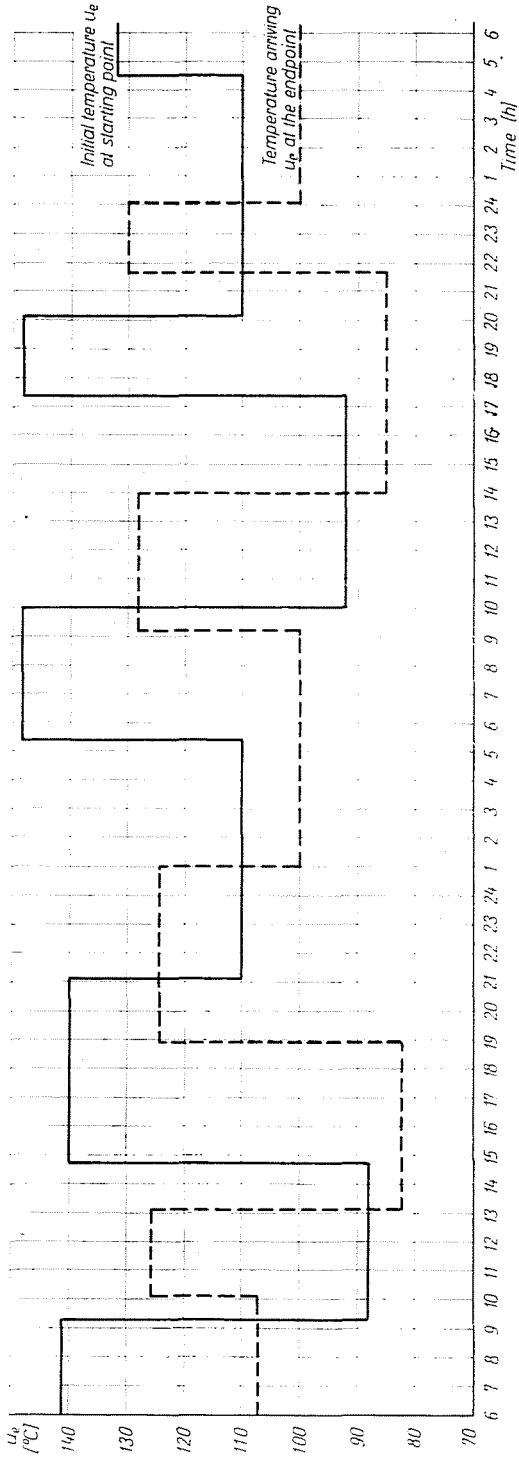 u_e
[°C]
140
130
120
110
100
90
80
70
Initial temperature u_e
at starting point
Temperature arriving
u_e at the endpoint
6 7 8 9 10 11 12 13 14 15 16 17 18 19 20 21 22 23 24 1 2 3 4 5 6 7 8 9 10 11 12 13 14 15 16 17 18 19 20 21 22 23 24 1 2 3 4 5 6
Time [h]